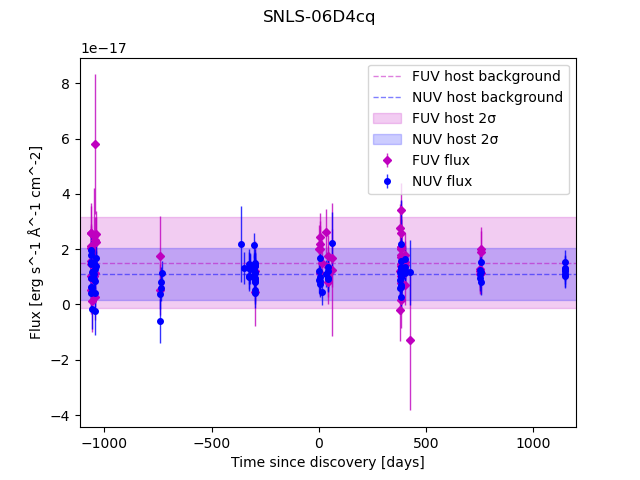 SNLS-06D4cq
1e−17
FUV host background
NUV host background
FUV host 2σ
NUV host 2σ
FUV flux
NUV flux
8
6
4
2
0
−2
−4
Flux [erg s^-1 Å^-1 cm^-2]
−1000
−500
0
500
1000
Time since discovery [days]